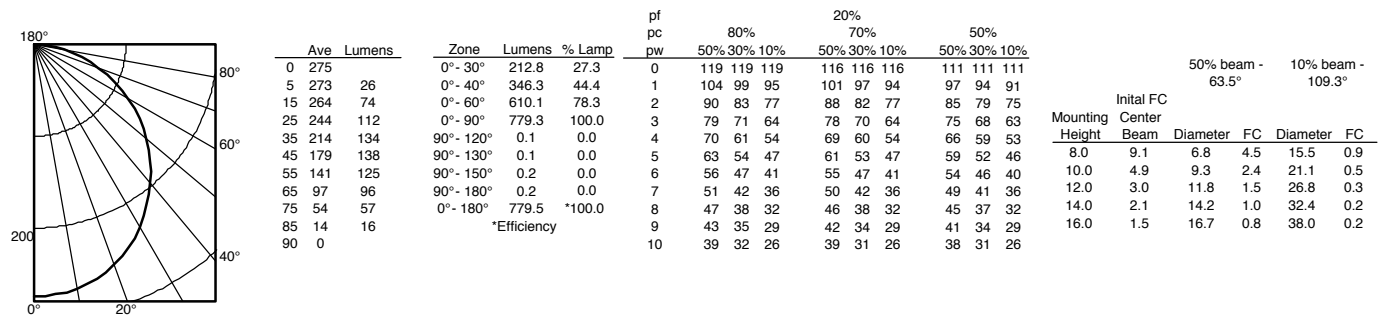 180°
80°
60°
200
40°
0° 20°
Ave Lumens
0 275
5 273 26
15 264 74
25 244 112
35 214 134
45 179 138
55 141 125
65 97 96
75 54 57
85 14 16
90 0
Zone Lumens % Lamp
0°- 30° 212.8 27.3
0°- 40° 346.3 44.4
0°- 60° 610.1 78.3
0°- 90° 779.3 100.0
90°- 120° 0.1 0.0
90°- 130° 0.1 0.0
90°- 150° 0.2 0.0
90°- 180° 0.2 0.0
0°- 180° 779.5 *100.0
*Efficiency
pf 20%
pc 80% 70% 50%
pw 50% 30% 10% 50% 30% 10% 50% 30% 10%
0 119 119 119 116 116 116 111 111 111
1 104 99 95 101 97 94 97 94 91
2 90 83 77 88 82 77 85 79 75
3 79 71 64 78 70 64 75 68 63
4 70 61 54 69 60 54 66 59 53
5 63 54 47 61 53 47 59 52 46
6 56 47 41 55 47 41 54 46 40
7 51 42 36 50 42 36 49 41 36
8 47 38 32 46 38 32 45 37 32
9 43 35 29 42 34 29 41 34 29
10 39 32 26 39 31 26 38 31 26
50% beam - 10% beam -
63.5° 109.3°
Inital FC
Mounting Center
Height Beam Diameter FC Diameter FC
8.0 9.1 6.8 4.5 15.5 0.9
10.0 4.9 9.3 2.4 21.1 0.5
12.0 3.0 11.8 1.5 26.8 0.3
14.0 2.1 14.2 1.0 32.4 0.2
16.0 1.5 16.7 0.8 38.0 0.2